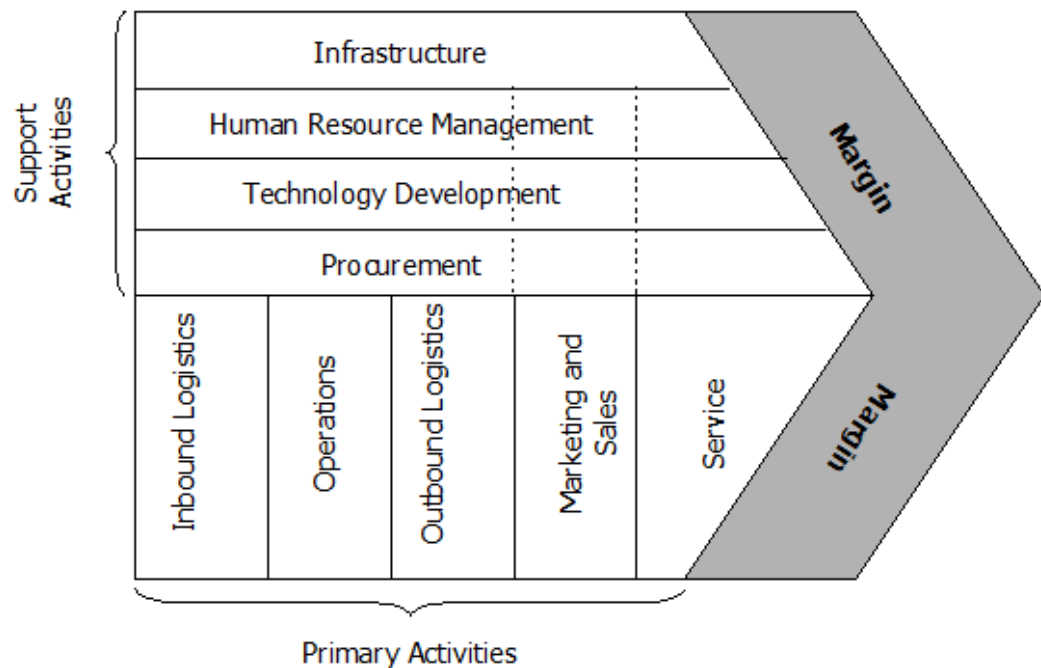 Support
Activities
Infrastructure
Human Resource Management
Technology Development
Procurement
Inbound Logistics
Operations
Outbound Logistics
Marketing and
Sales
Service
Margin
Margin
Primary Activities